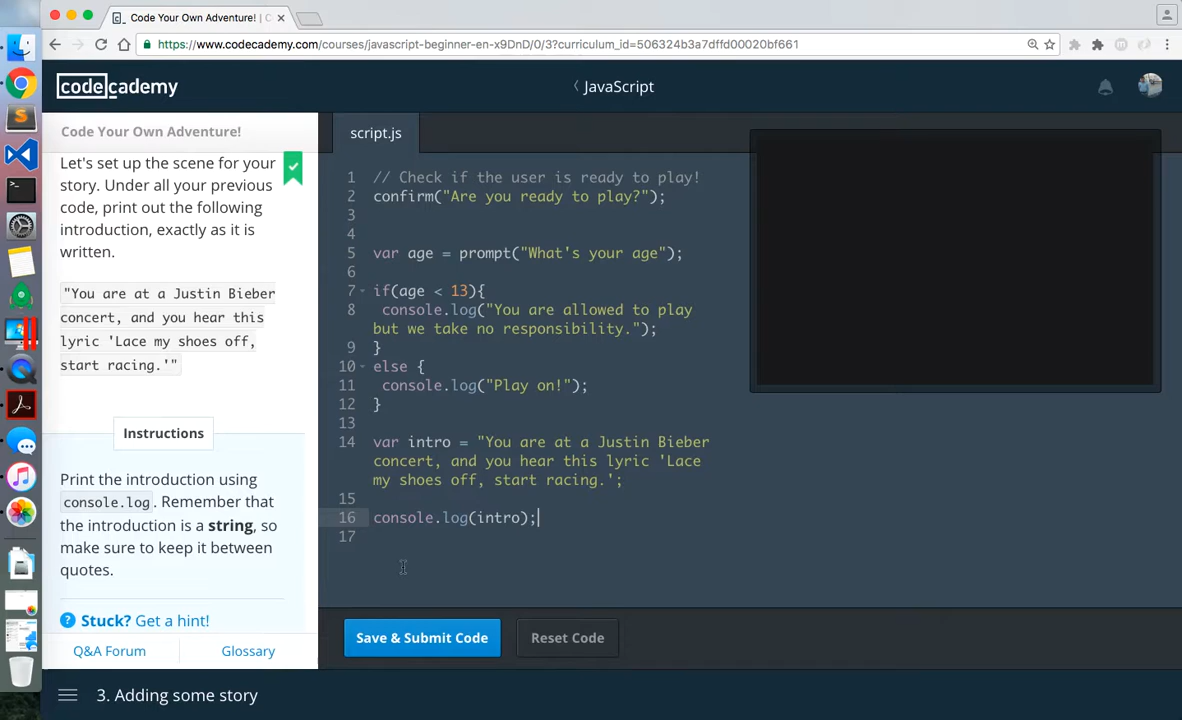 Code Your Own Adventure! | C
https://www.codecademy.com/courses/javascript-beginner-en-x9DnD/0/3?curriculum_id=506324b3a7dffd00020bf661
codecademy
JavaScript
Code Your Own Adventure!
Let's set up the scene for your
story. Under all your previous
code, print out the following
introduction, exactly as it is
written.
"You are at a Justin Bieber
concert, and you hear this
lyric 'Lace my shoes off,
start racing.'"
Instructions
Print the introduction using
console.log. Remember that
the introduction is a string, so
make sure to keep it between
quotes.
? Stuck? Get a hint!
Q&A Forum
Glossary
script.js
1 // Check if the user is ready to play!
2 confirm("Are you ready to play?");
3
4
5 var age = prompt("What's your age");
6
7 if(age < 13){
8 console.log("You are allowed to play
but we take no responsibility.");
9 }
10 else {
11 console.log("Play on!");
12 }
13
14 var intro = "You are at a Justin Bieber
concert, and you hear this lyric 'Lace
my shoes off, start racing.';
15
16 console.log(intro);
17
Save & Submit Code
Reset Code
3. Adding some story